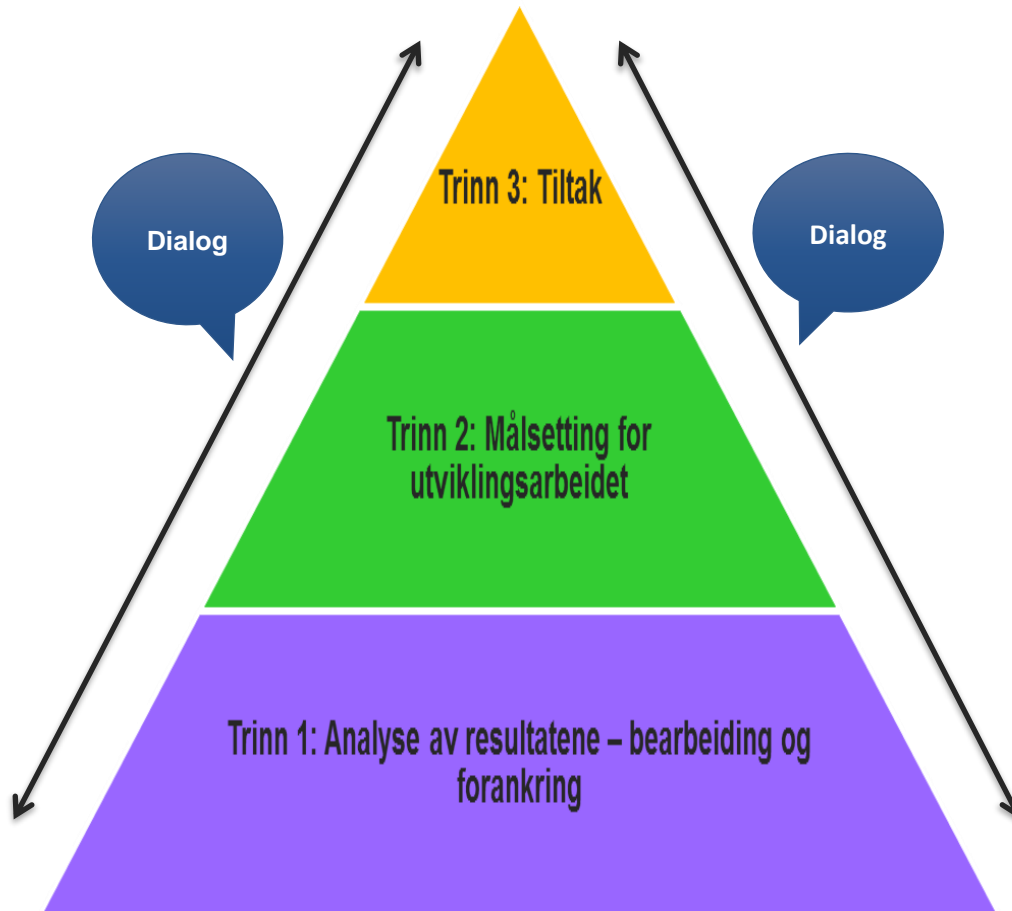 Trinn 3: Tiltak
Dialog
Dialog
Trinn 2: Målsetting for
utviklingsarbeidet
Trinn 1: Analyse av resultatene – bearbeiding og
forankring